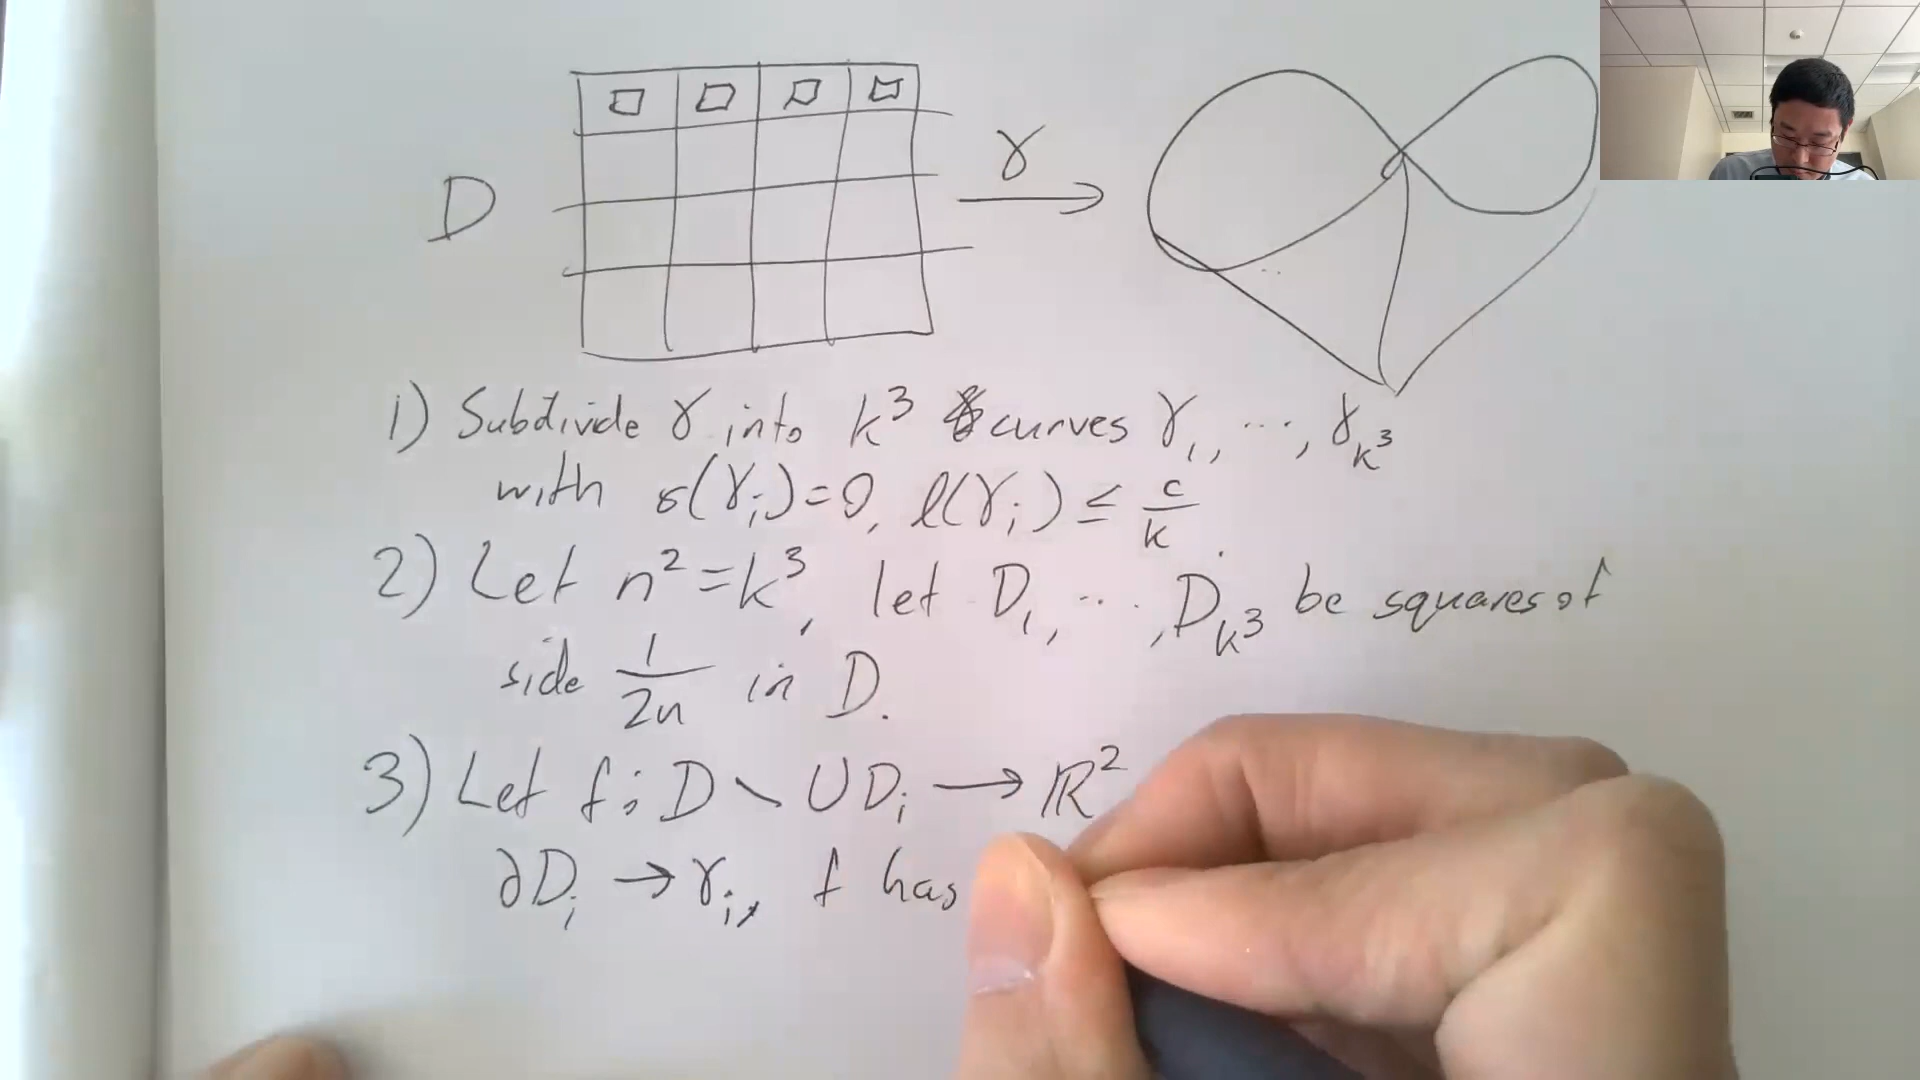 D
γ
1) Subdivide γ into k³ curves γ₁, ..., γ_k³
with σ(γᵢ)=0, l(γᵢ) ≤ c/k
2) Let n²=k³, let D₁, ..., D_k³ be squares of
side 1/2n in D.
3) Let f: D \ ∪Dᵢ → ℝ²
∂Dᵢ → γᵢ, f has